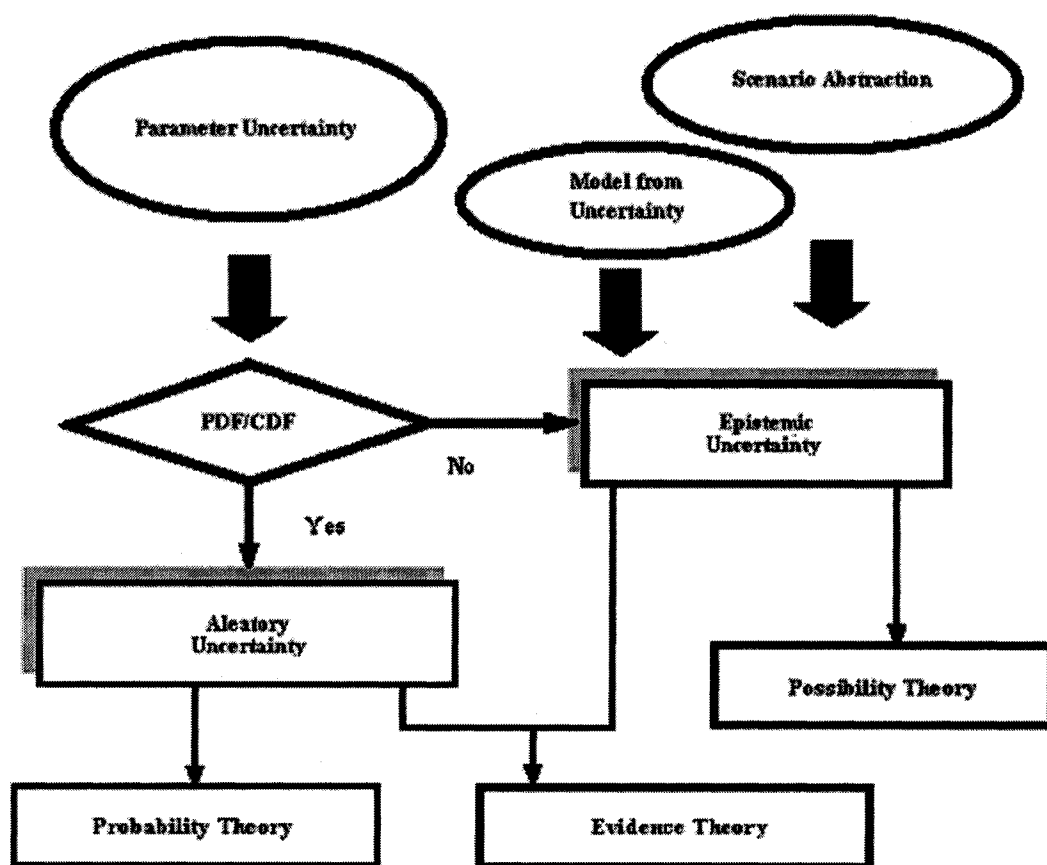 Scenario Abstraction
Parameter Uncertainty
Model from
Uncertainty
PDF/CDF
Epistemic
Uncertainty
No
Yes
Aleatory
Uncertainty
Possibility Theory
Probability Theory
Evidence Theory